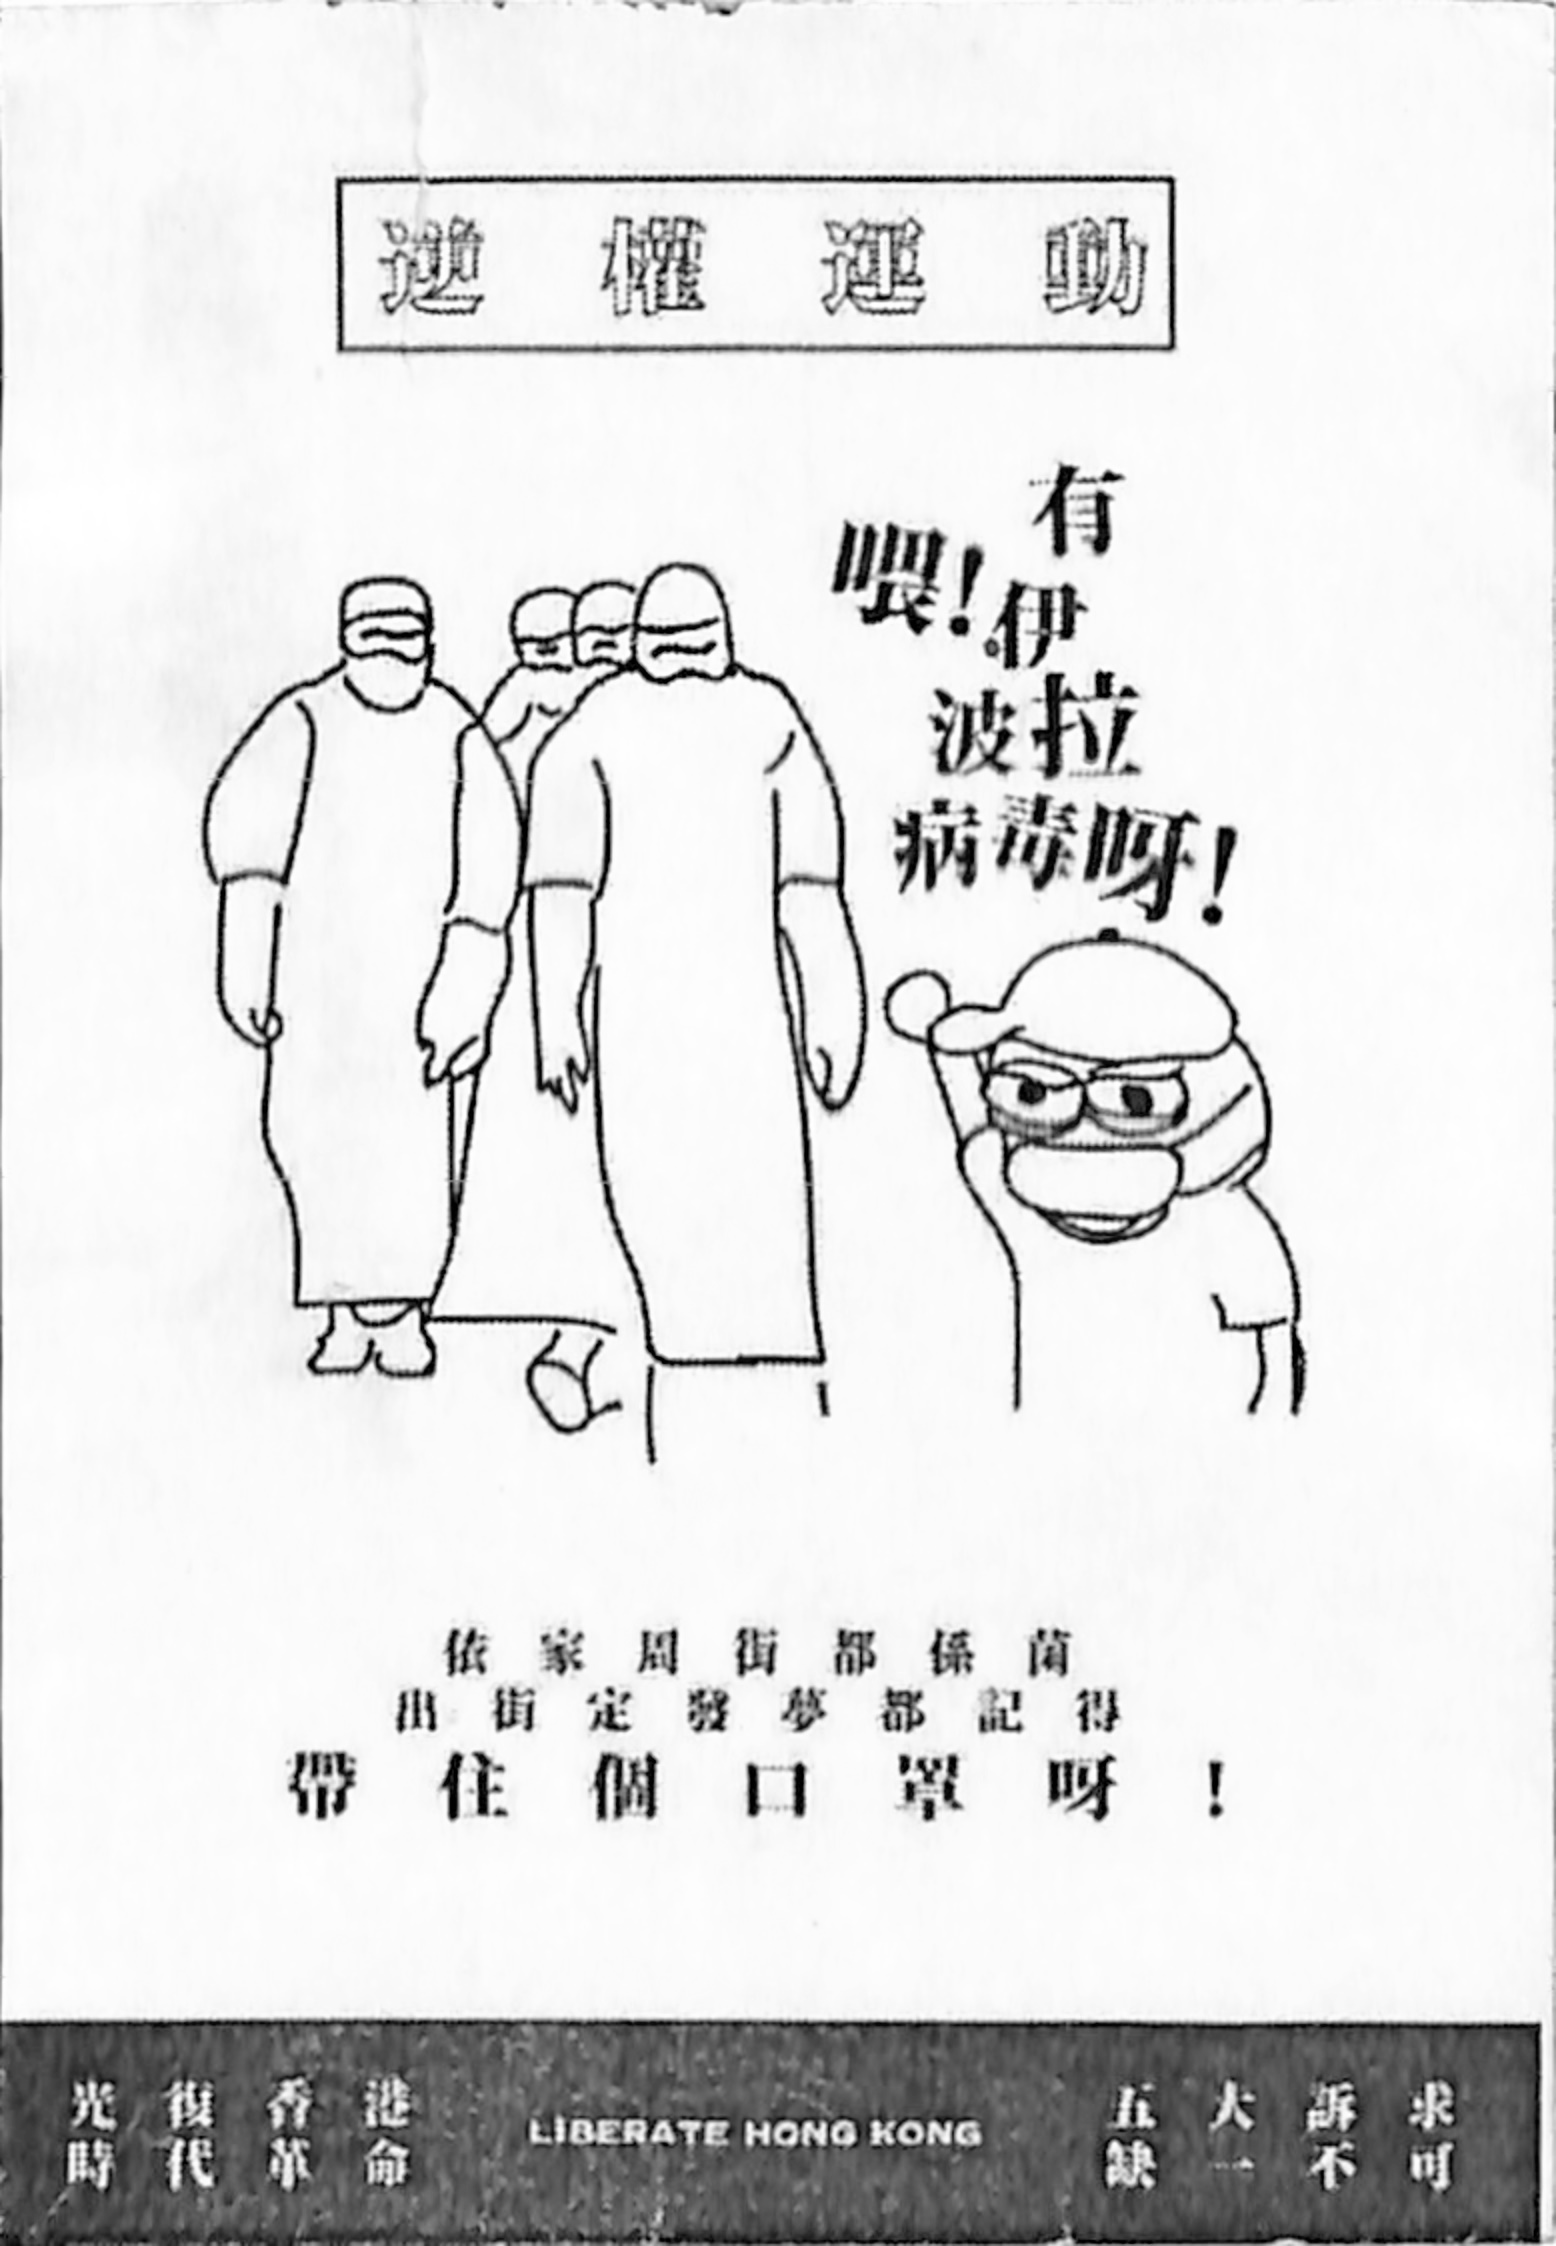 逆權運動
喂！有伊波拉病毒呀！
依家周街都係菌
出街定發夢都記得
帶住個口罩呀！
光復香港
時代革命
LIBERATE HONG KONG
五大訴求
缺一不可